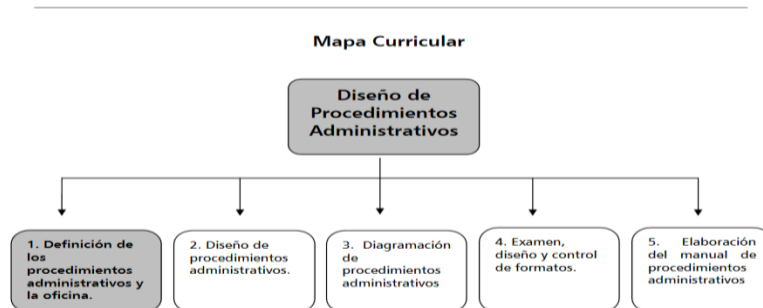 Mapa Curricular
Diseño de
Procedimientos
Administrativos
1. Definición de
los
procedimientos
administrativos y
la oficina.
2. Diseño de
procedimientos
administrativos.
3. Diagramación
de
procedimientos
administrativos
4. Examen,
diseño y control
de formatos.
5. Elaboración
del manual de
procedimientos
administrativos